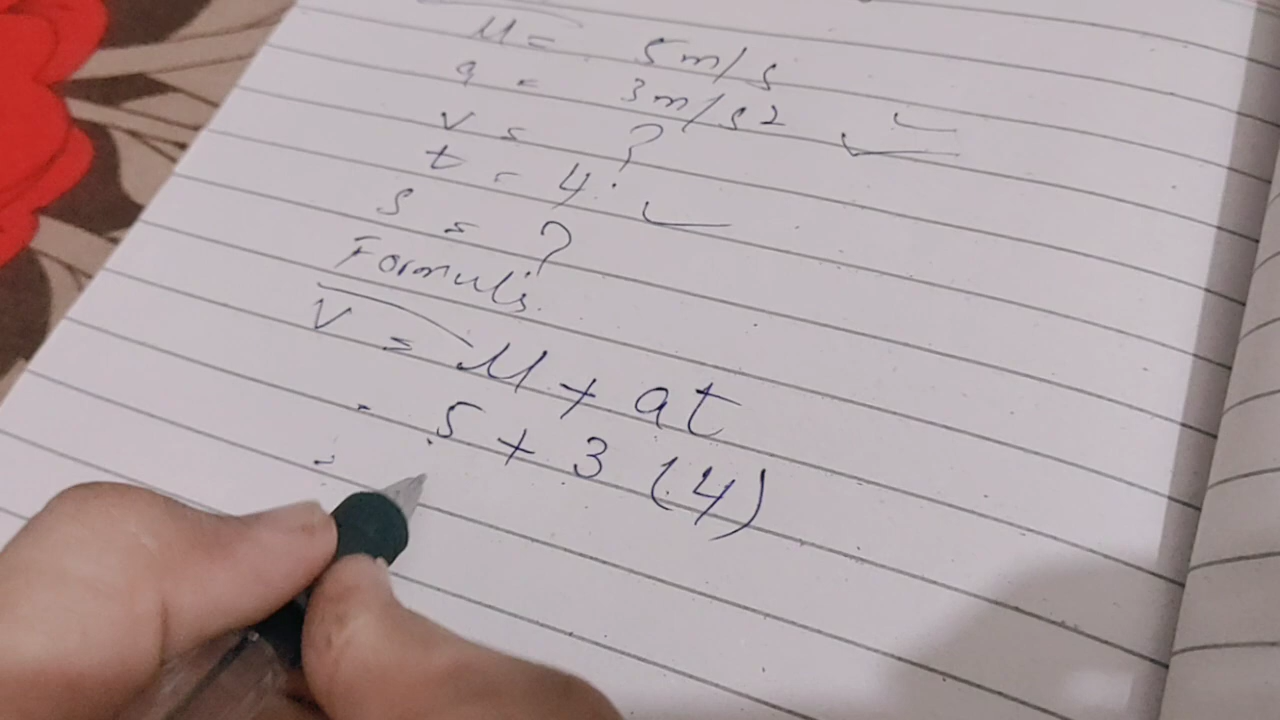 u = 5m/s
a = 3m/s2
v = ?
t = 4.
s = ?
Formula
v = u + at
= 5 + 3 (4)
=